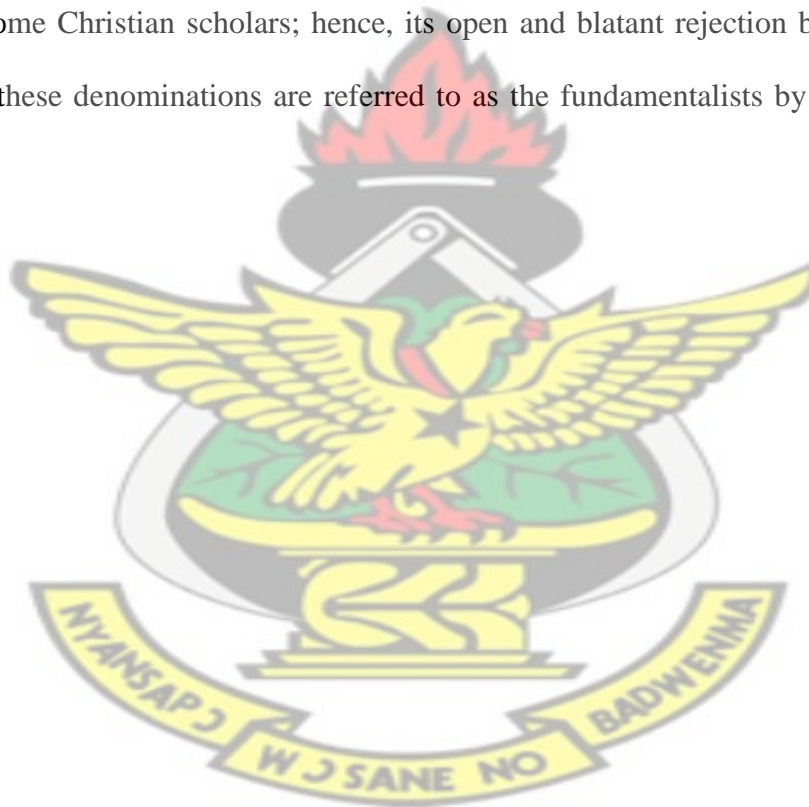 ome Christian scholars; hence, its open and blatant rejection b
these denominations are referred to as the fundamentalists by
NYANSAPƆ WƆSANE NO BADWENMA